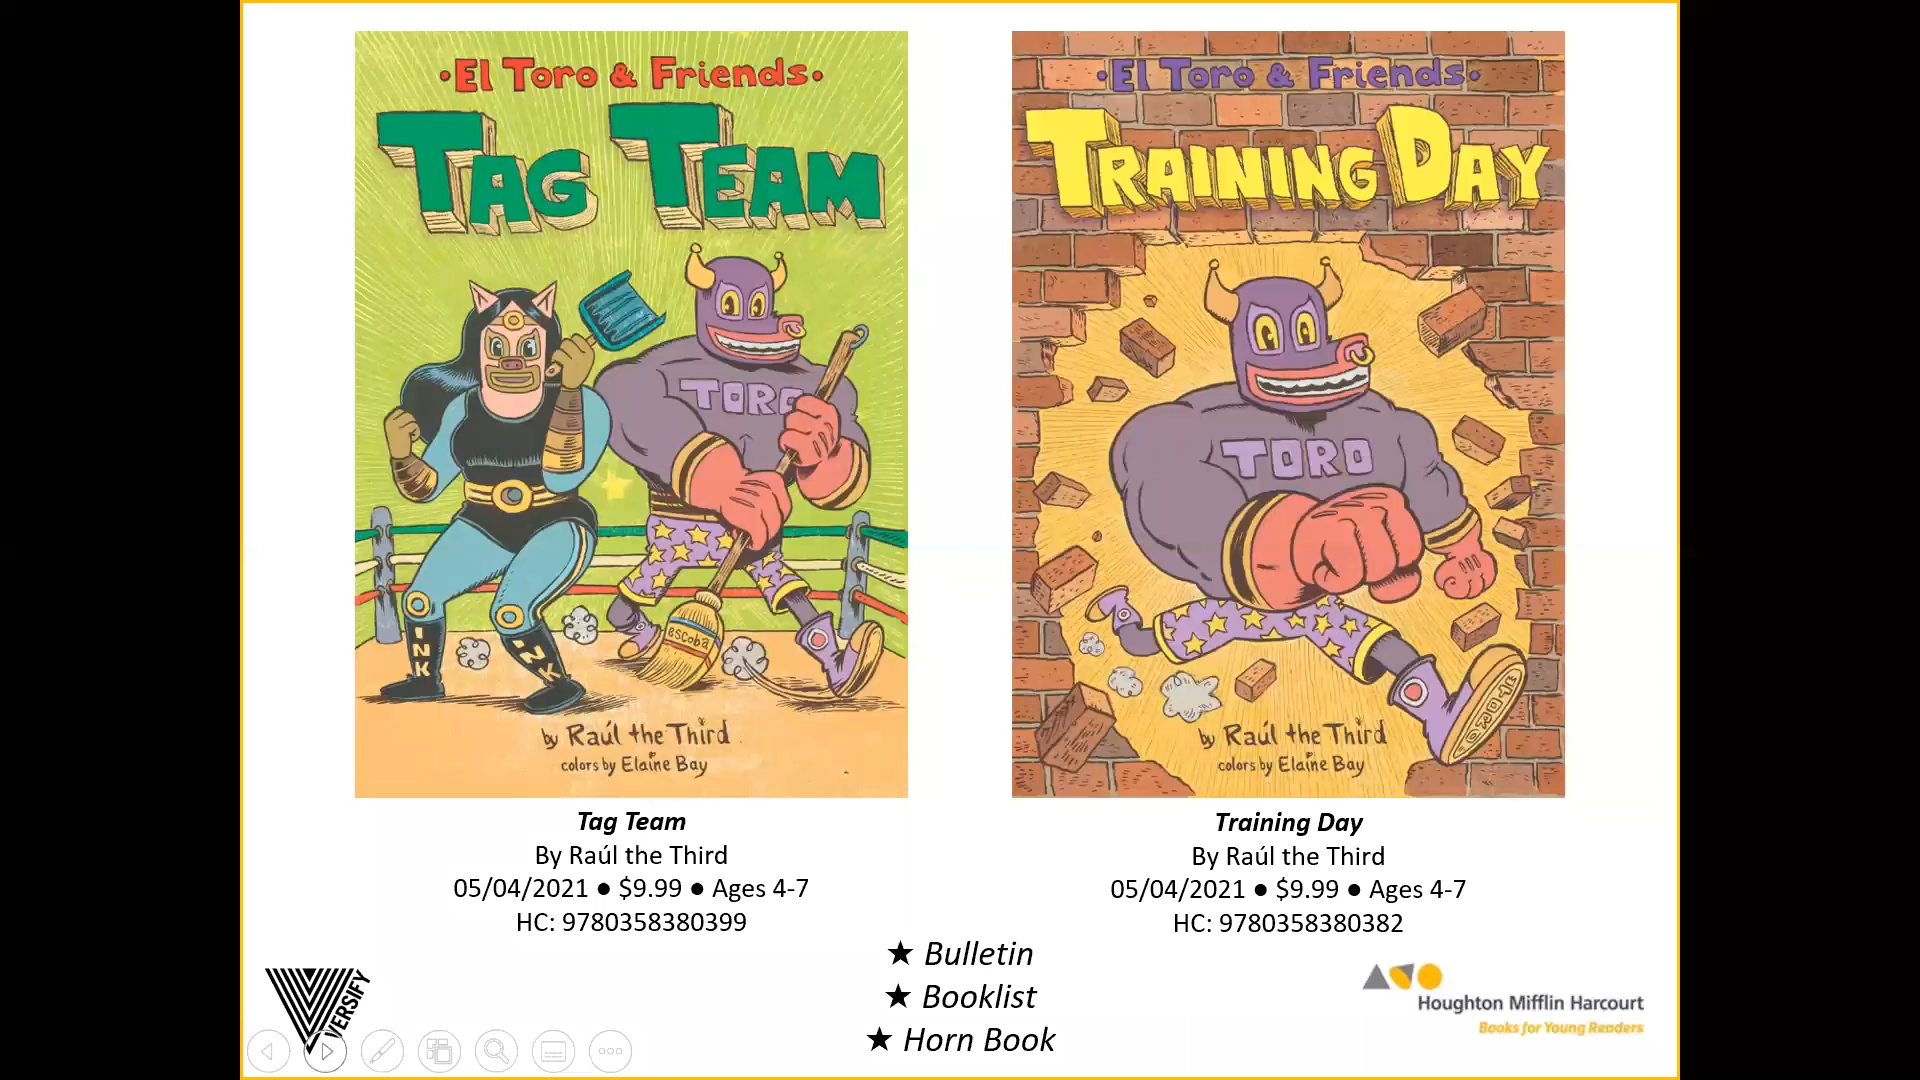 •El Toro & Friends•
TAG TEAM
TORO
escoba
INK
INK
by Raúl the Third
colors by Elaine Bay
•El Toro & Friends•
TRAINING DAY
TORO
EL TORO
by Raúl the Third
colors by Elaine Bay
Tag Team
By Raúl the Third
05/04/2021 ● $9.99 ● Ages 4-7
HC: 9780358380399
Training Day
By Raúl the Third
05/04/2021 ● $9.99 ● Ages 4-7
HC: 9780358380382
★ Bulletin
★ Booklist
★ Horn Book
VERSIFY
Houghton Mifflin Harcourt
Books for Young Readers